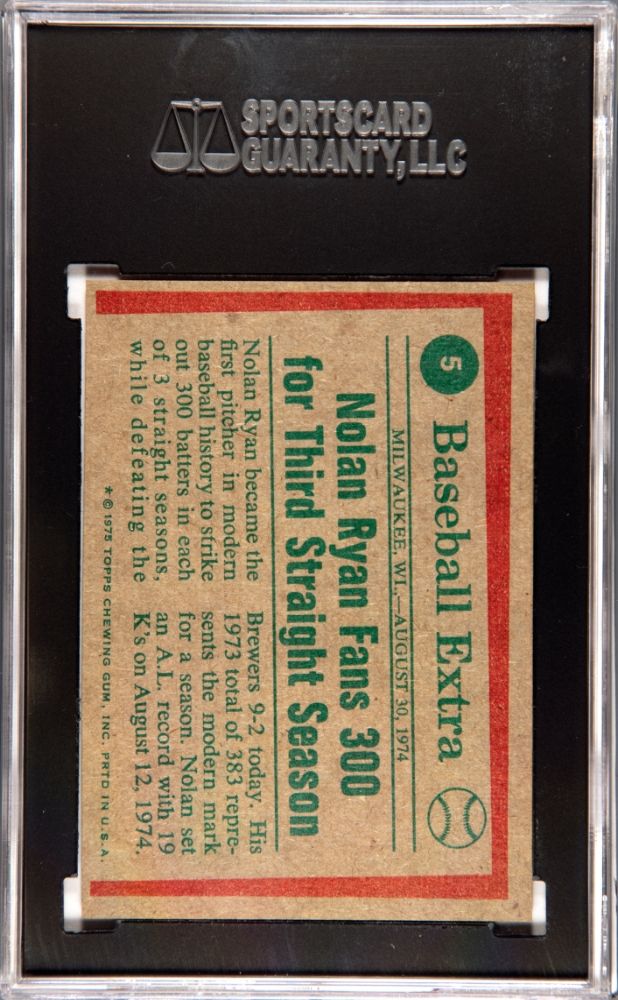 SPORTSCARD
GUARANTY, LLC
5
Baseball Extra
MILWAUKEE, WI.,—AUGUST 30, 1974
Nolan Ryan Fans 300
for Third Straight Season
Nolan Ryan became the
first pitcher in modern
baseball history to strike
out 300 batters in each
of 3 straight seasons,
while defeating the
Brewers 9-2 today. His
1973 total of 383 repre-
sents the modern mark
for a season. Nolan set
an A.L. record with 19
K's on August 12, 1974.
* © 1975 TOPPS CHEWING GUM, INC. PRTD IN U.S.A.